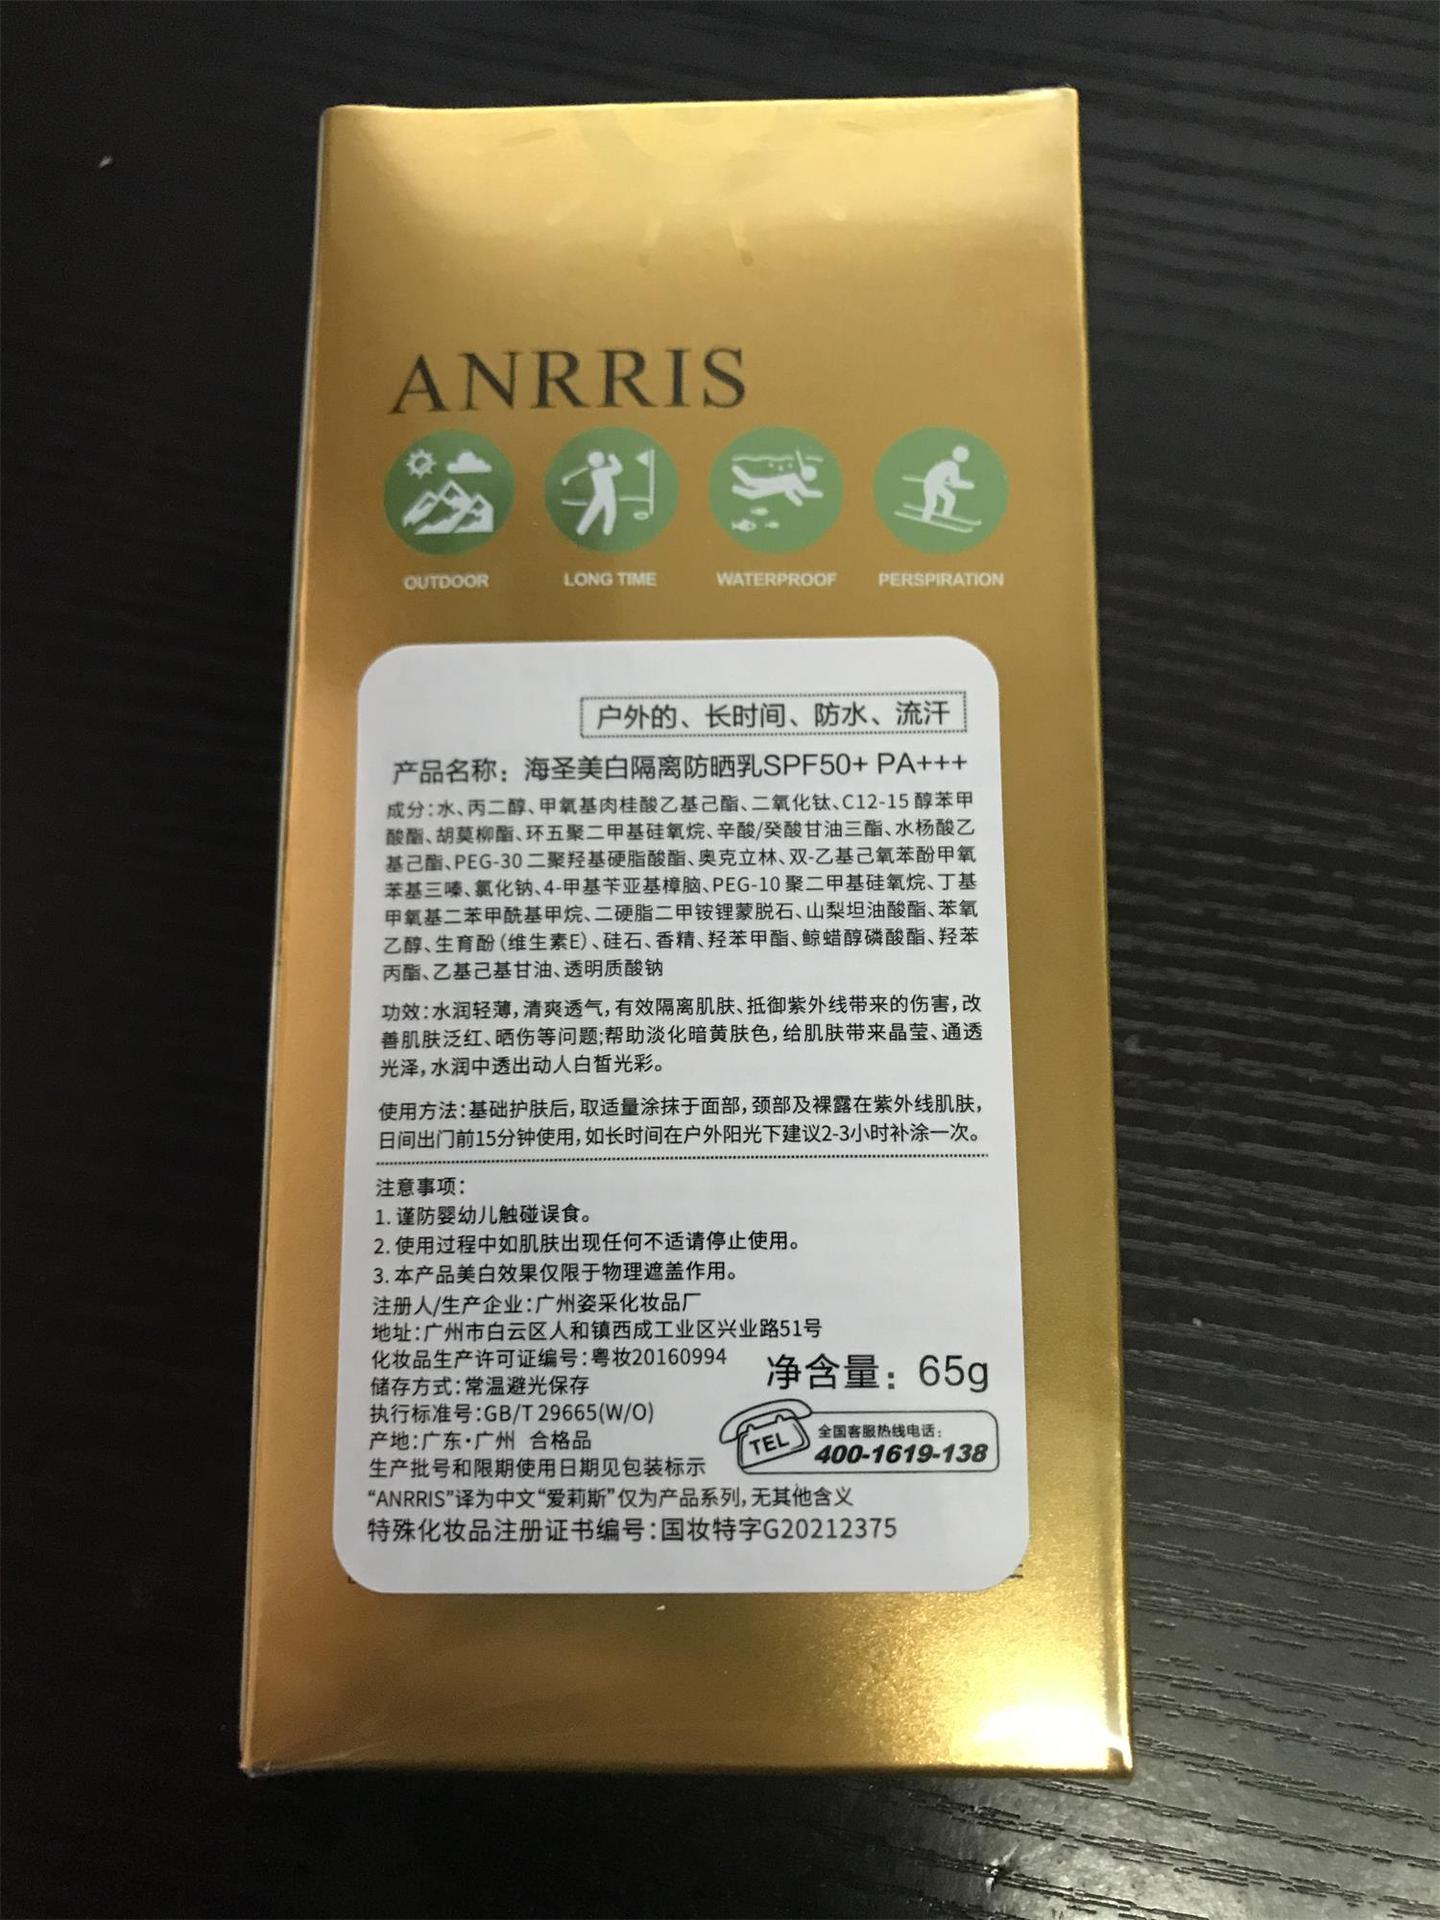 ANRRIS
OUTDOOR LONG TIME WATERPROOF PERSPIRATION
户外的、长时间、防水、流汗
产品名称：海圣美白隔离防晒乳SPF50+ PA+++
成分：水、丙二醇、甲氧基肉桂酸乙基己酯、二氧化钛、C12-15 醇苯甲
酸酯、胡莫柳酯、环五聚二甲基硅氧烷、辛酸/癸酸甘油三酯、水杨酸乙
基己酯、PEG-30 二聚羟基硬脂酸酯、奥克立林、双-乙基己氧苯酚甲氧
苯基三嗪、氯化钠、4-甲基苄亚基樟脑、PEG-10 聚二甲基硅氧烷、丁基
甲氧基二苯甲酰基甲烷、二硬脂二甲铵锂蒙脱石、山梨坦油酸酯、苯氧
乙醇、生育酚（维生素E）、硅石、香精、羟苯甲酯、鲸蜡醇磷酸酯、羟苯
丙酯、乙基己基甘油、透明质酸钠
功效：水润轻薄，清爽透气，有效隔离肌肤、抵御紫外线带来的伤害，改
善肌肤泛红、晒伤等问题;帮助淡化暗黄肤色，给肌肤带来晶莹、通透
光泽，水润中透出动人白皙光彩。
使用方法：基础护肤后，取适量涂抹于面部，颈部及裸露在紫外线肌肤，
日间出门前15分钟使用，如长时间在户外阳光下建议2-3小时补涂一次。
注意事项：
1. 谨防婴幼儿触碰误食。
2. 使用过程中如肌肤出现任何不适请停止使用。
3. 本产品美白效果仅限于物理遮盖作用。
注册人/生产企业：广州姿采化妆品厂
地址：广州市白云区人和镇西成工业区兴业路51号
化妆品生产许可证编号：粤妆20160994
净含量：65g
储存方式：常温避光保存
执行标准号：GB/T 29665(W/O)
产地：广东·广州 合格品
生产批号和限期使用日期见包装标示
TEL
全国客服热线电话：
400-1619-138
“ANRRIS”译为中文“爱莉斯”仅为产品系列，无其他含义
特殊化妆品注册证书编号：国妆特字G20212375